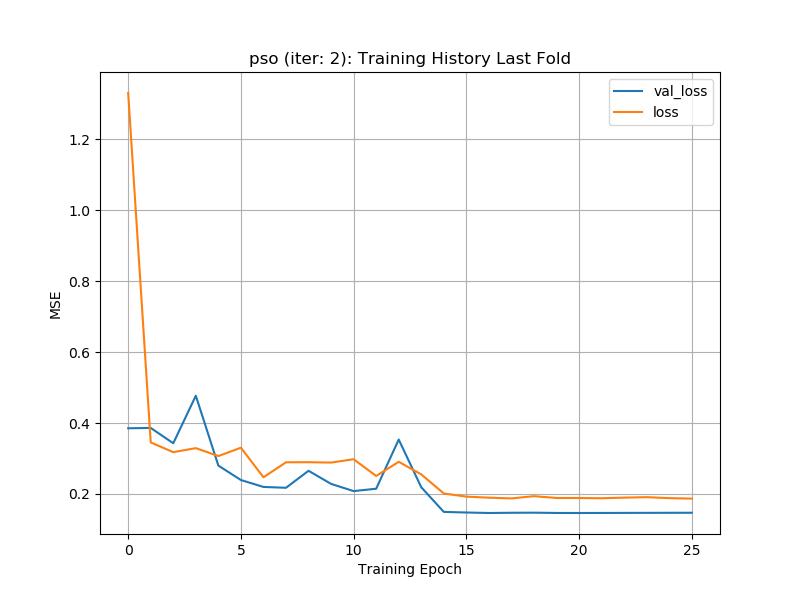 pso (iter: 2): Training History Last Fold
val_loss
loss
1.2
1.0
0.8
0.6
0.4
0.2
MSE
0 5 10 15 20 25
Training Epoch